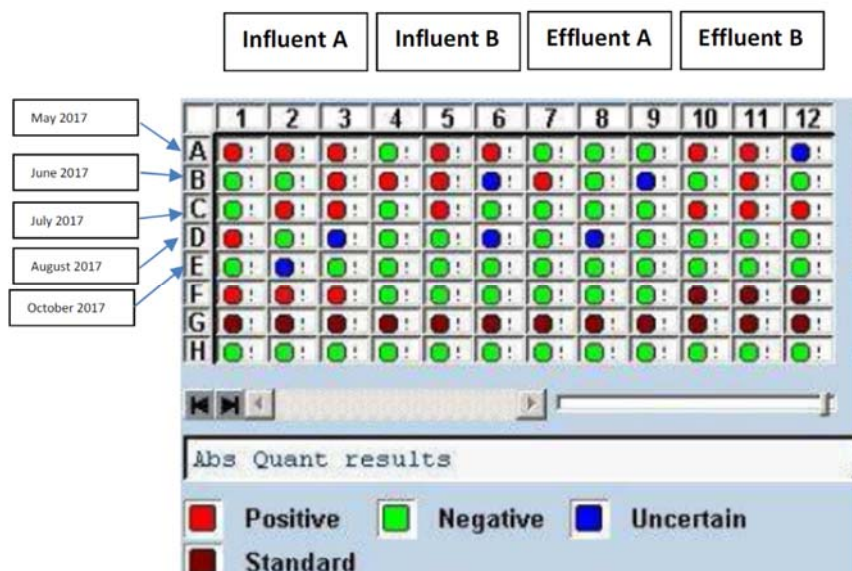 Influent A Influent B Effluent A Effluent B
1 2 3 4 5 6 7 8 9 10 11 12
May 2017
A ! ! ! ! ! ! ! ! ! ! ! !
June 2017
B ! ! ! ! ! ! ! ! ! ! ! !
July 2017
C ! ! ! ! ! ! ! ! ! ! ! !
D ! ! ! ! ! ! ! ! ! ! ! !
August 2017
E ! ! ! ! ! ! ! ! ! ! ! !
October 2017
F ! ! ! ! ! ! ! ! ! ! ! !
G ! ! ! ! ! ! ! ! ! ! ! !
H ! ! ! ! ! ! ! ! ! ! ! !
Abs Quant results
Positive Negative Uncertain
Standard